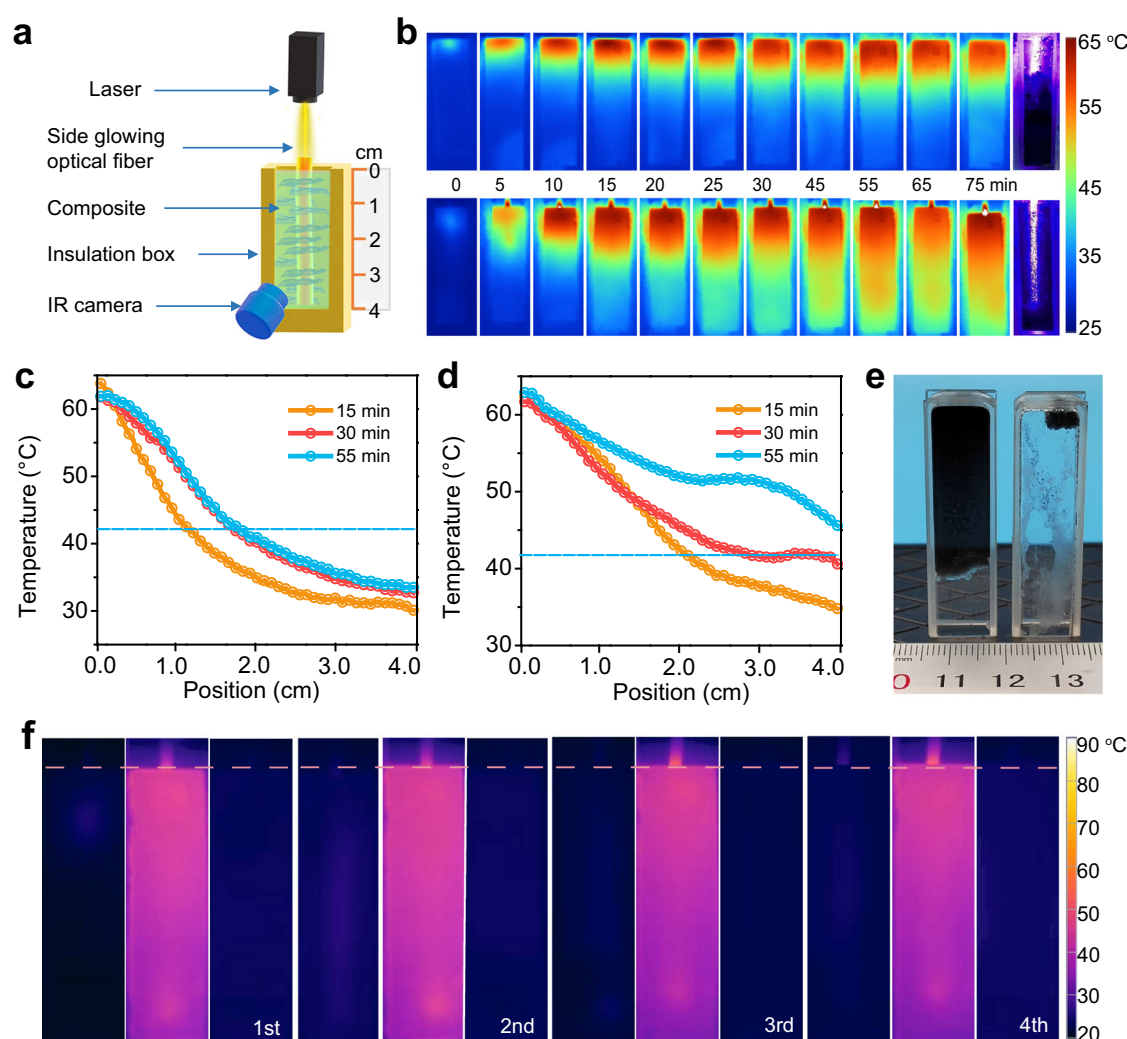 a
Laser
Side glowing
optical fiber
Composite
Insulation box
IR camera
cm
0
1
2
3
4
b
65 °C
55
45
35
25
0 5 10 15 20 25 30 45 55 65 75 min
c
Temperature (°C)
60
50
40
30
15 min
30 min
55 min
0.0 1.0 2.0 3.0 4.0
Position (cm)
d
Temperature (°C)
60
50
40
30
15 min
30 min
55 min
0.0 1.0 2.0 3.0 4.0
Position (cm)
e
mm
0 11 12 13
f
1st
2nd
3rd
4th
90 °C
80
70
60
50
40
30
20